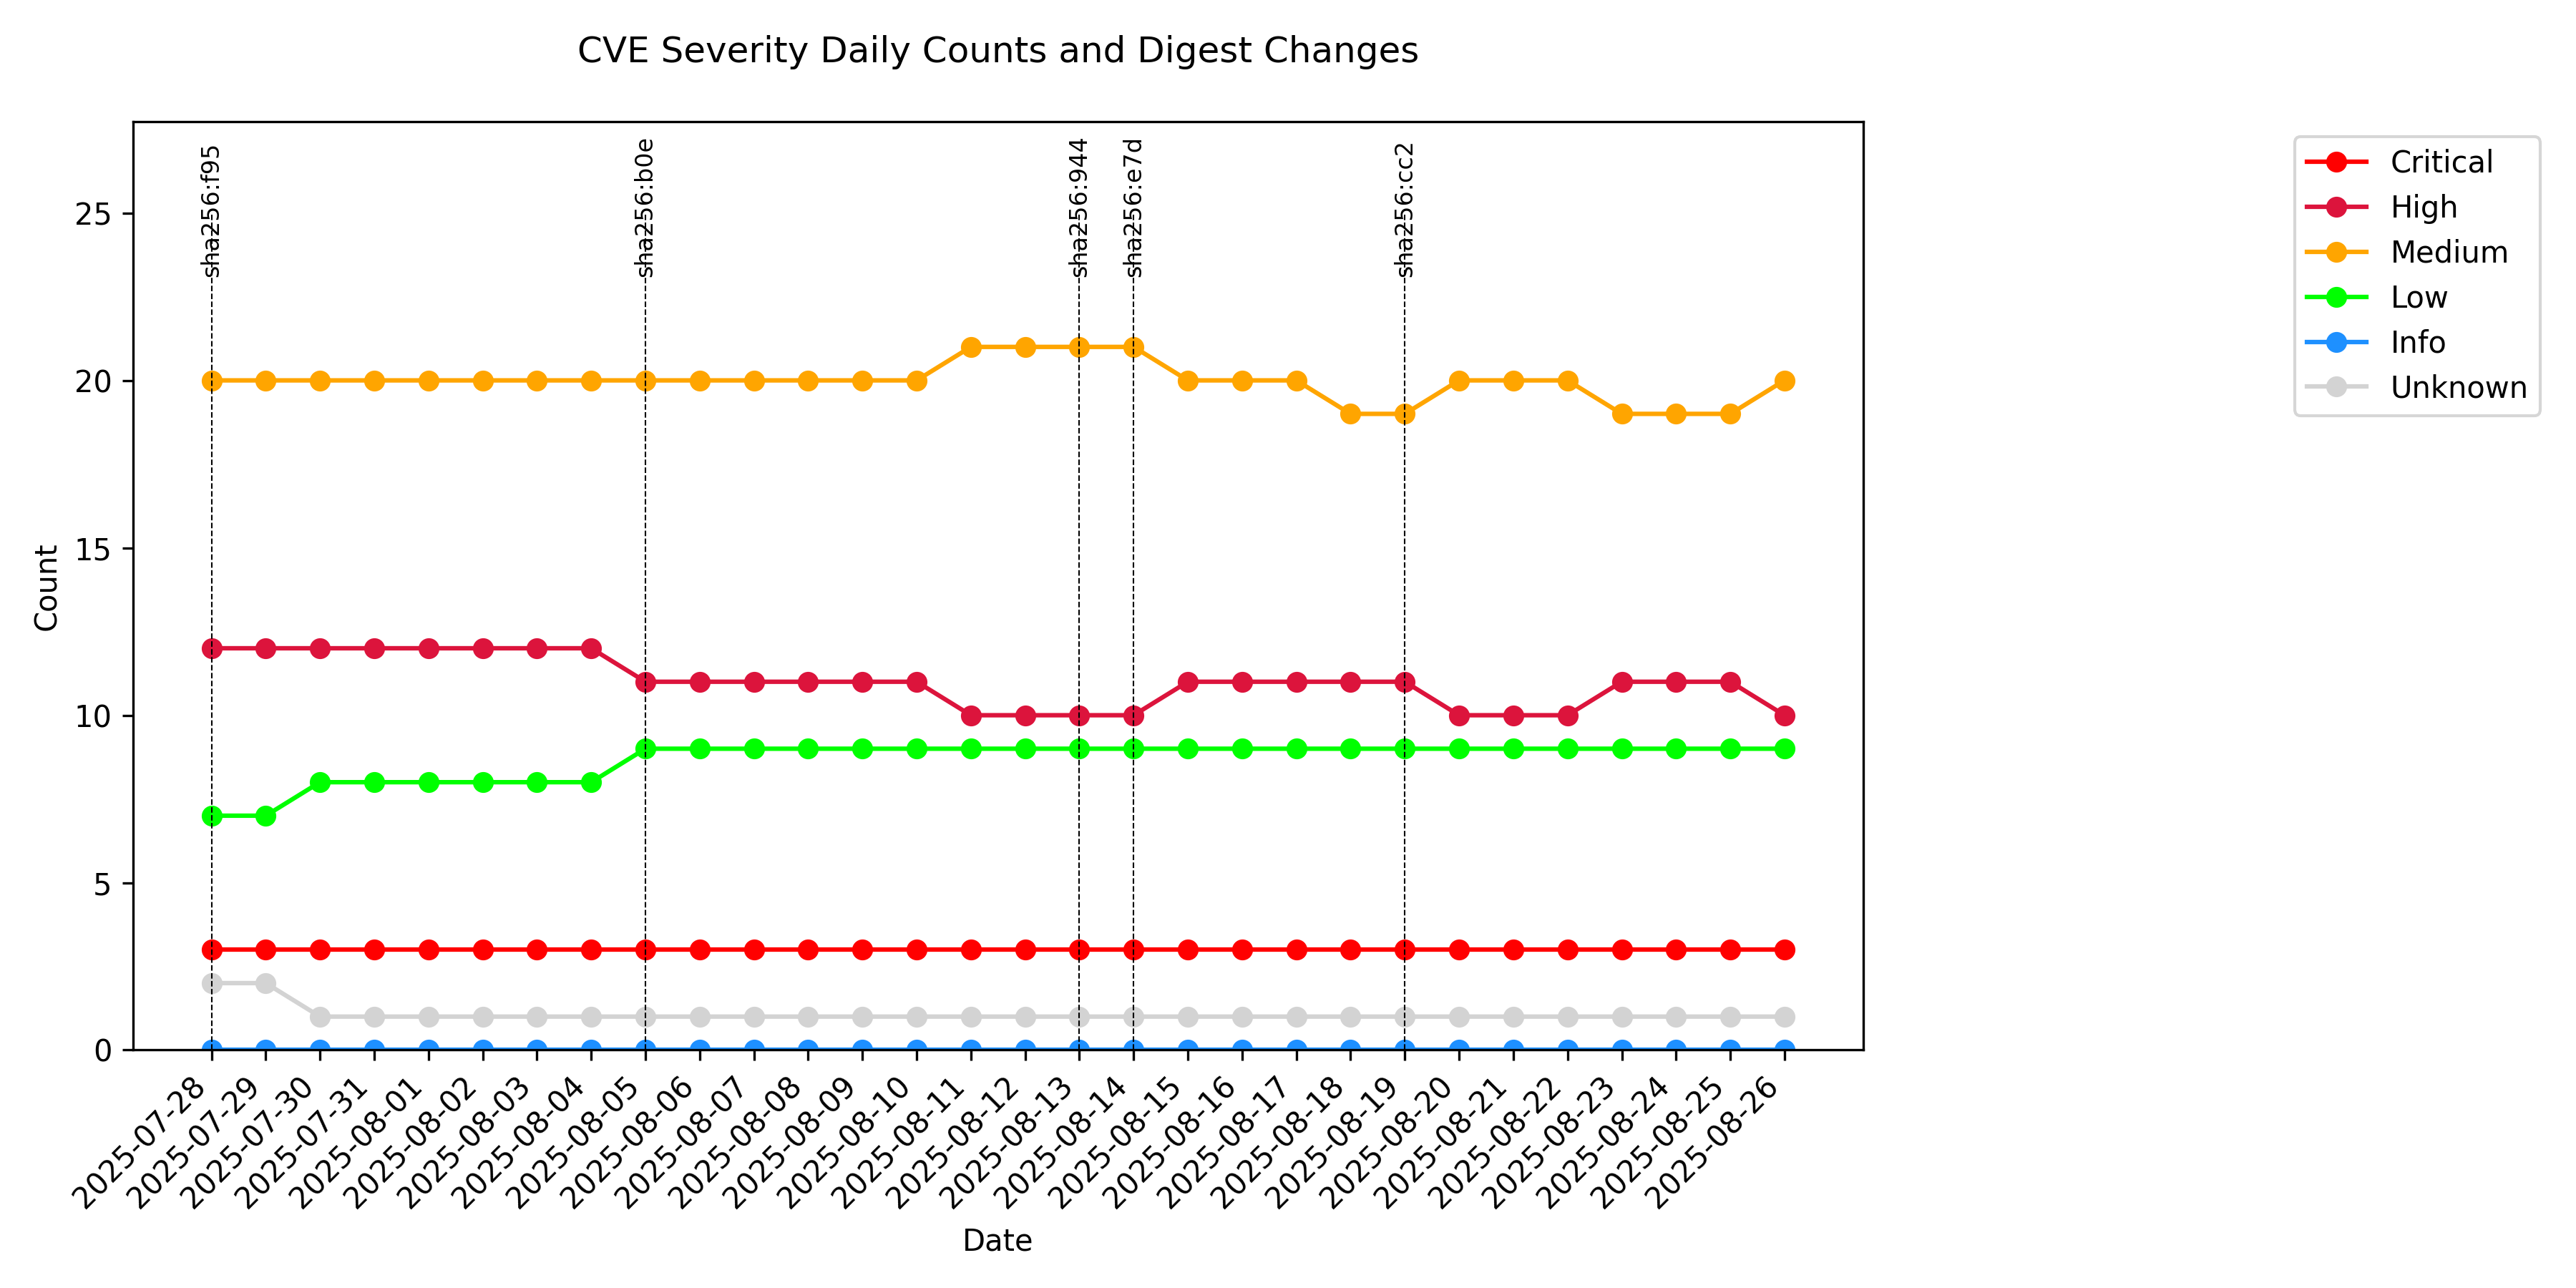 CVE Severity Daily Counts and Digest Changes
sha256:f95
sha256:b0e
sha256:944
sha256:e7d
sha256:cc2
Critical
High
Medium
Low
Info
Unknown
Count
25
20
15
10
5
0
2025-07-28
2025-07-29
2025-07-30
2025-07-31
2025-08-01
2025-08-02
2025-08-03
2025-08-04
2025-08-05
2025-08-06
2025-08-07
2025-08-08
2025-08-09
2025-08-10
2025-08-11
2025-08-12
2025-08-13
2025-08-14
2025-08-15
2025-08-16
2025-08-17
2025-08-18
2025-08-19
2025-08-20
2025-08-21
2025-08-22
2025-08-23
2025-08-24
2025-08-25
2025-08-26
Date